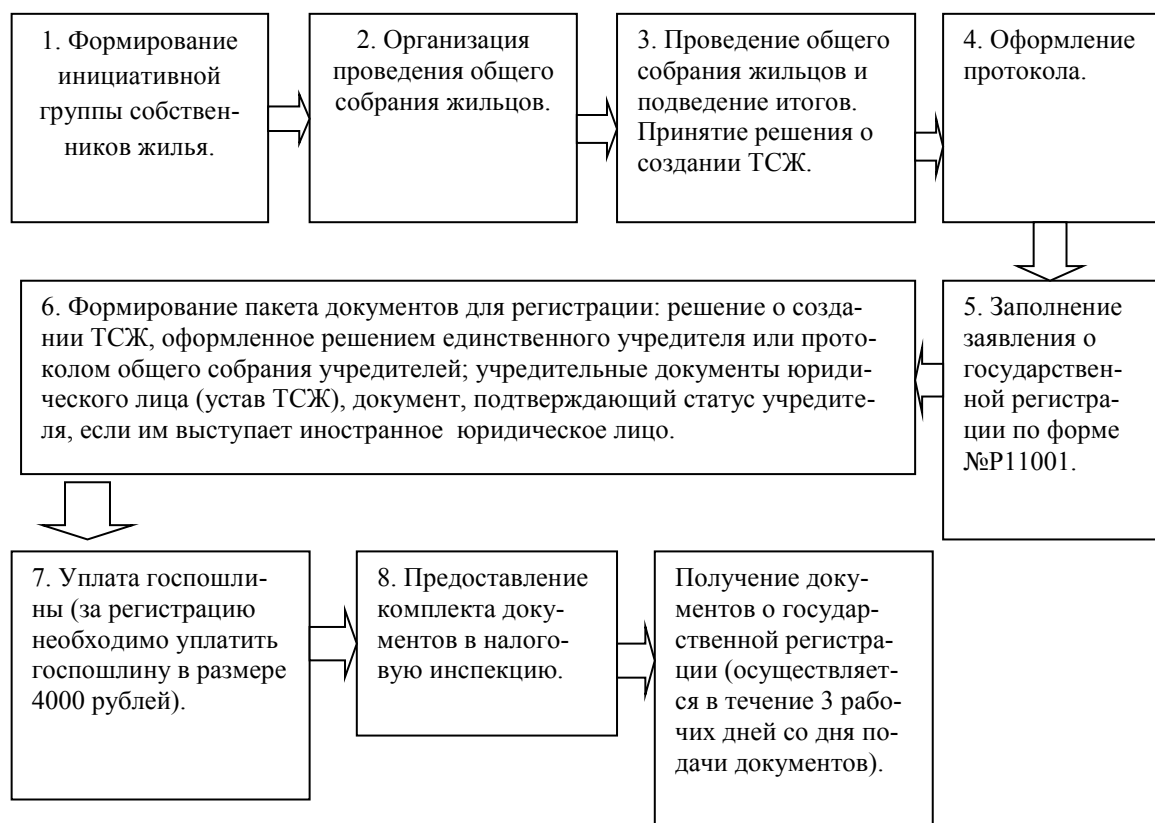 1. Формирование
инициативной
группы собствен-
ников жилья.
2. Организация
проведения общего
собрания жильцов.
3. Проведение общего
собрания жильцов и
подведение итогов.
Принятие решения о
создании ТСЖ.
4. Оформление
протокола.
5. Заполнение
заявления о
государствен-
ной регистра-
ции по форме
№Р11001.
6. Формирование пакета документов для регистрации: решение о созда-
нии ТСЖ, оформленное решением единственного учредителя или прото-
колом общего собрания учредителей; учредительные документы юриди-
ческого лица (устав ТСЖ), документ, подтверждающий статус учредите-
ля, если им выступает иностранное юридическое лицо.
7. Уплата госпошли-
ны (за регистрацию
необходимо уплатить
госпошлину в размере
4000 рублей).
8. Предоставление
комплекта доку-
ментов в налого-
вую инспекцию.
Получение доку-
ментов о государ-
ственной регистра-
ции (осуществляет-
ся в течение 3 рабо-
чих дней со дня по-
дачи документов).